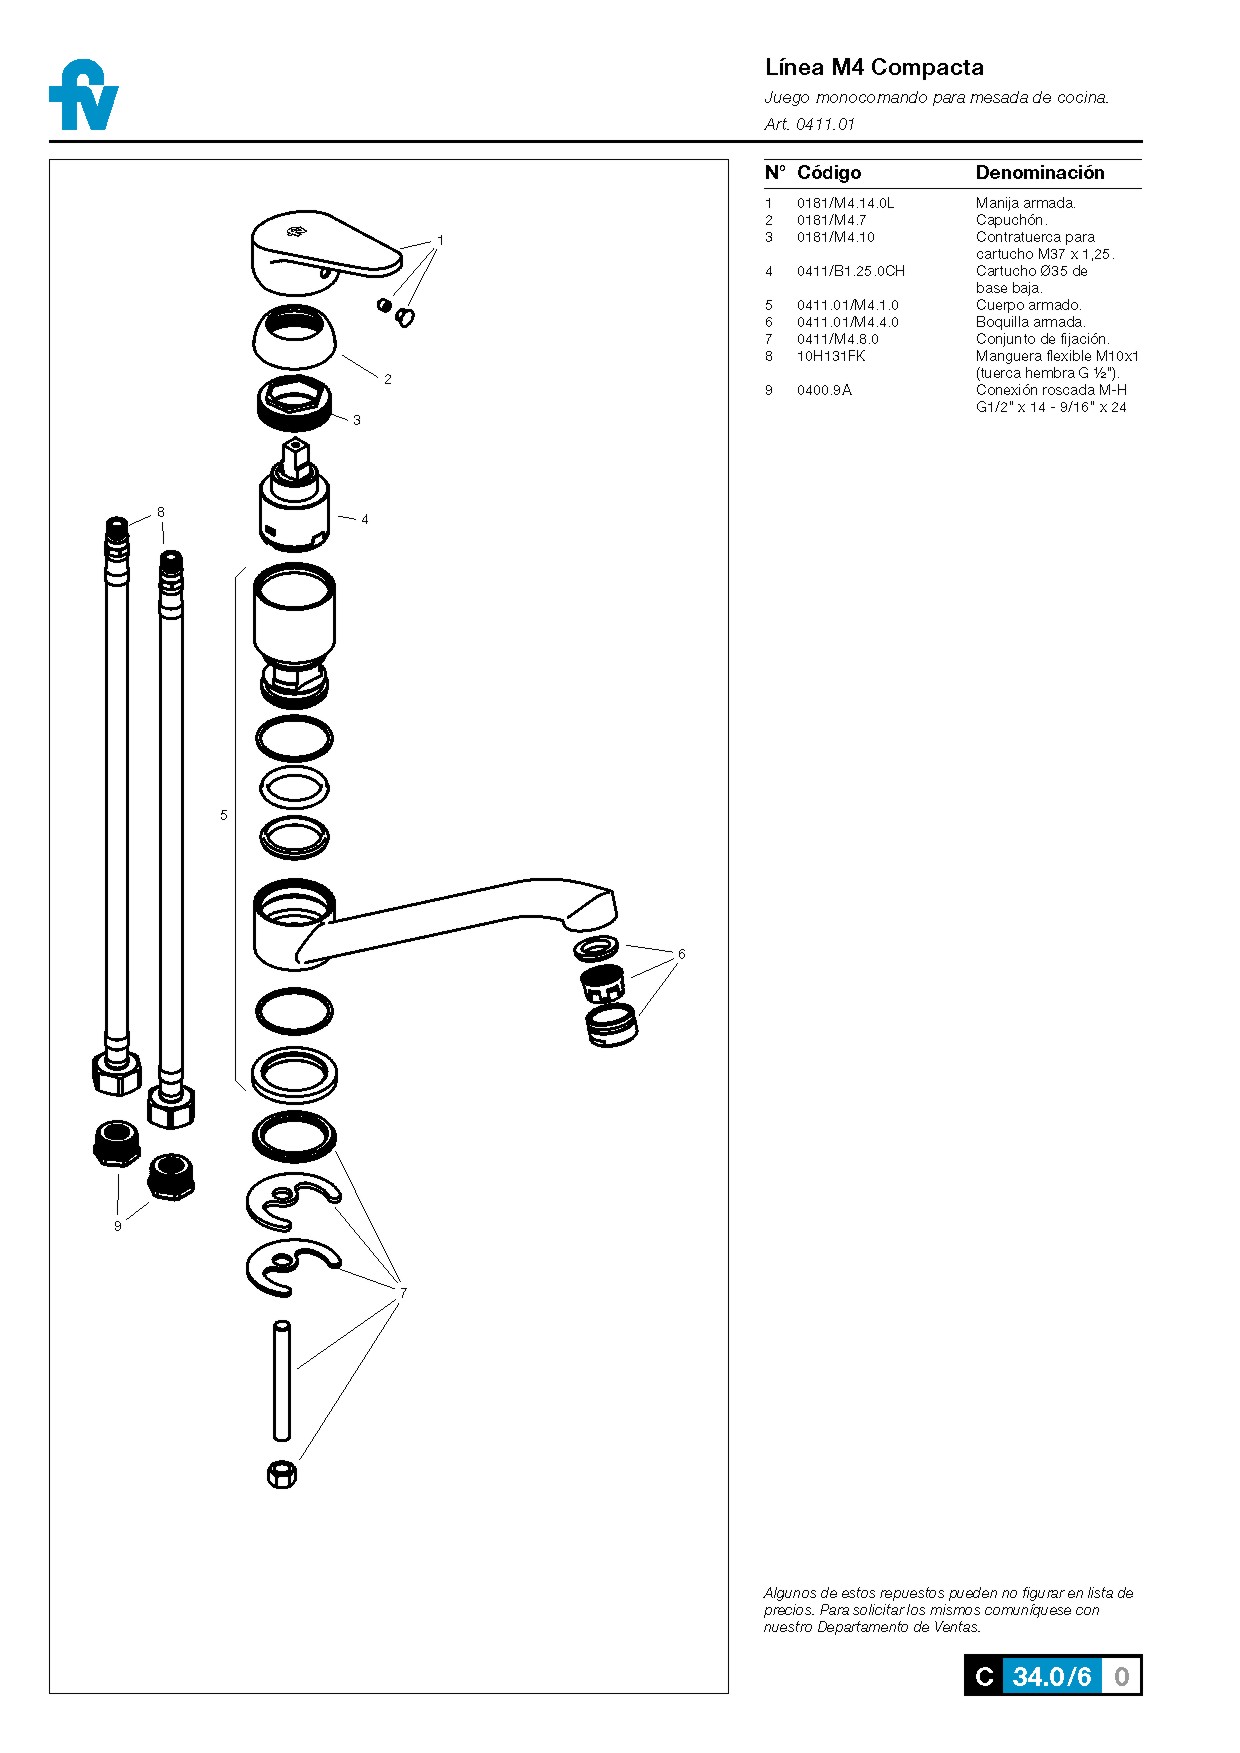 fv
Línea M4 Compacta
Juego monocomando para mesada de cocina.
Art. 0411.01
N° Código Denominación
1 0181/M4.14.0L Manija armada.
2 0181/M4.7 Capuchón.
3 0181/M4.10 Contratuerca para
cartucho M37 x 1,25.
4 0411/B1.25.0CH Cartucho Ø35 de
base baja.
5 0411.01/M4.1.0 Cuerpo armado.
6 0411.01/M4.4.0 Boquilla armada.
7 0411/M4.8.0 Conjunto de fijación.
8 10H131FK Manguera flexible M10x1
(tuerca hembra G ½").
9 0400.9A Conexión roscada M-H
G1/2" x 14 - 9/16" x 24
1
2
3
4
8
5
6
9
7
Algunos de estos repuestos pueden no figurar en lista de
precios. Para solicitar los mismos comuníquese con
nuestro Departamento de Ventas.
C 34.0/6 0